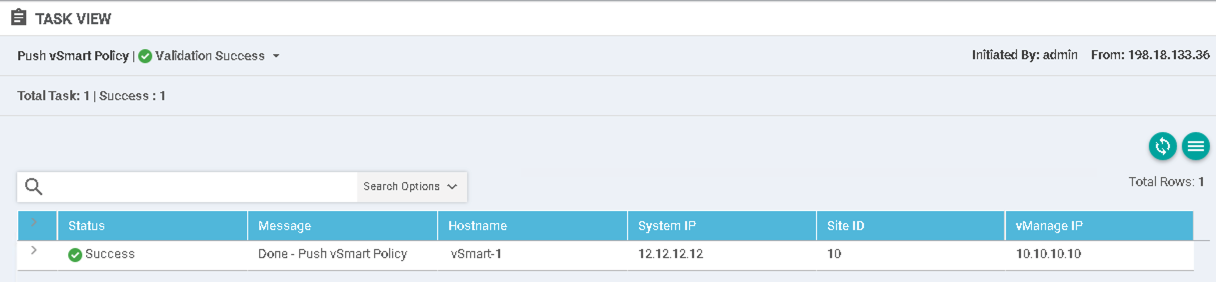 TASK VIEW
Push vSmart Policy | Validation Success
Initiated By: admin From: 198.18.133.36
Total Task: 1 | Success : 1
Search Options
Total Rows: 1
Status Message Hostname System IP Site ID vManage IP
Success Done - Push vSmart Policy vSmart-1 12.12.12.12 10 10.10.10.10